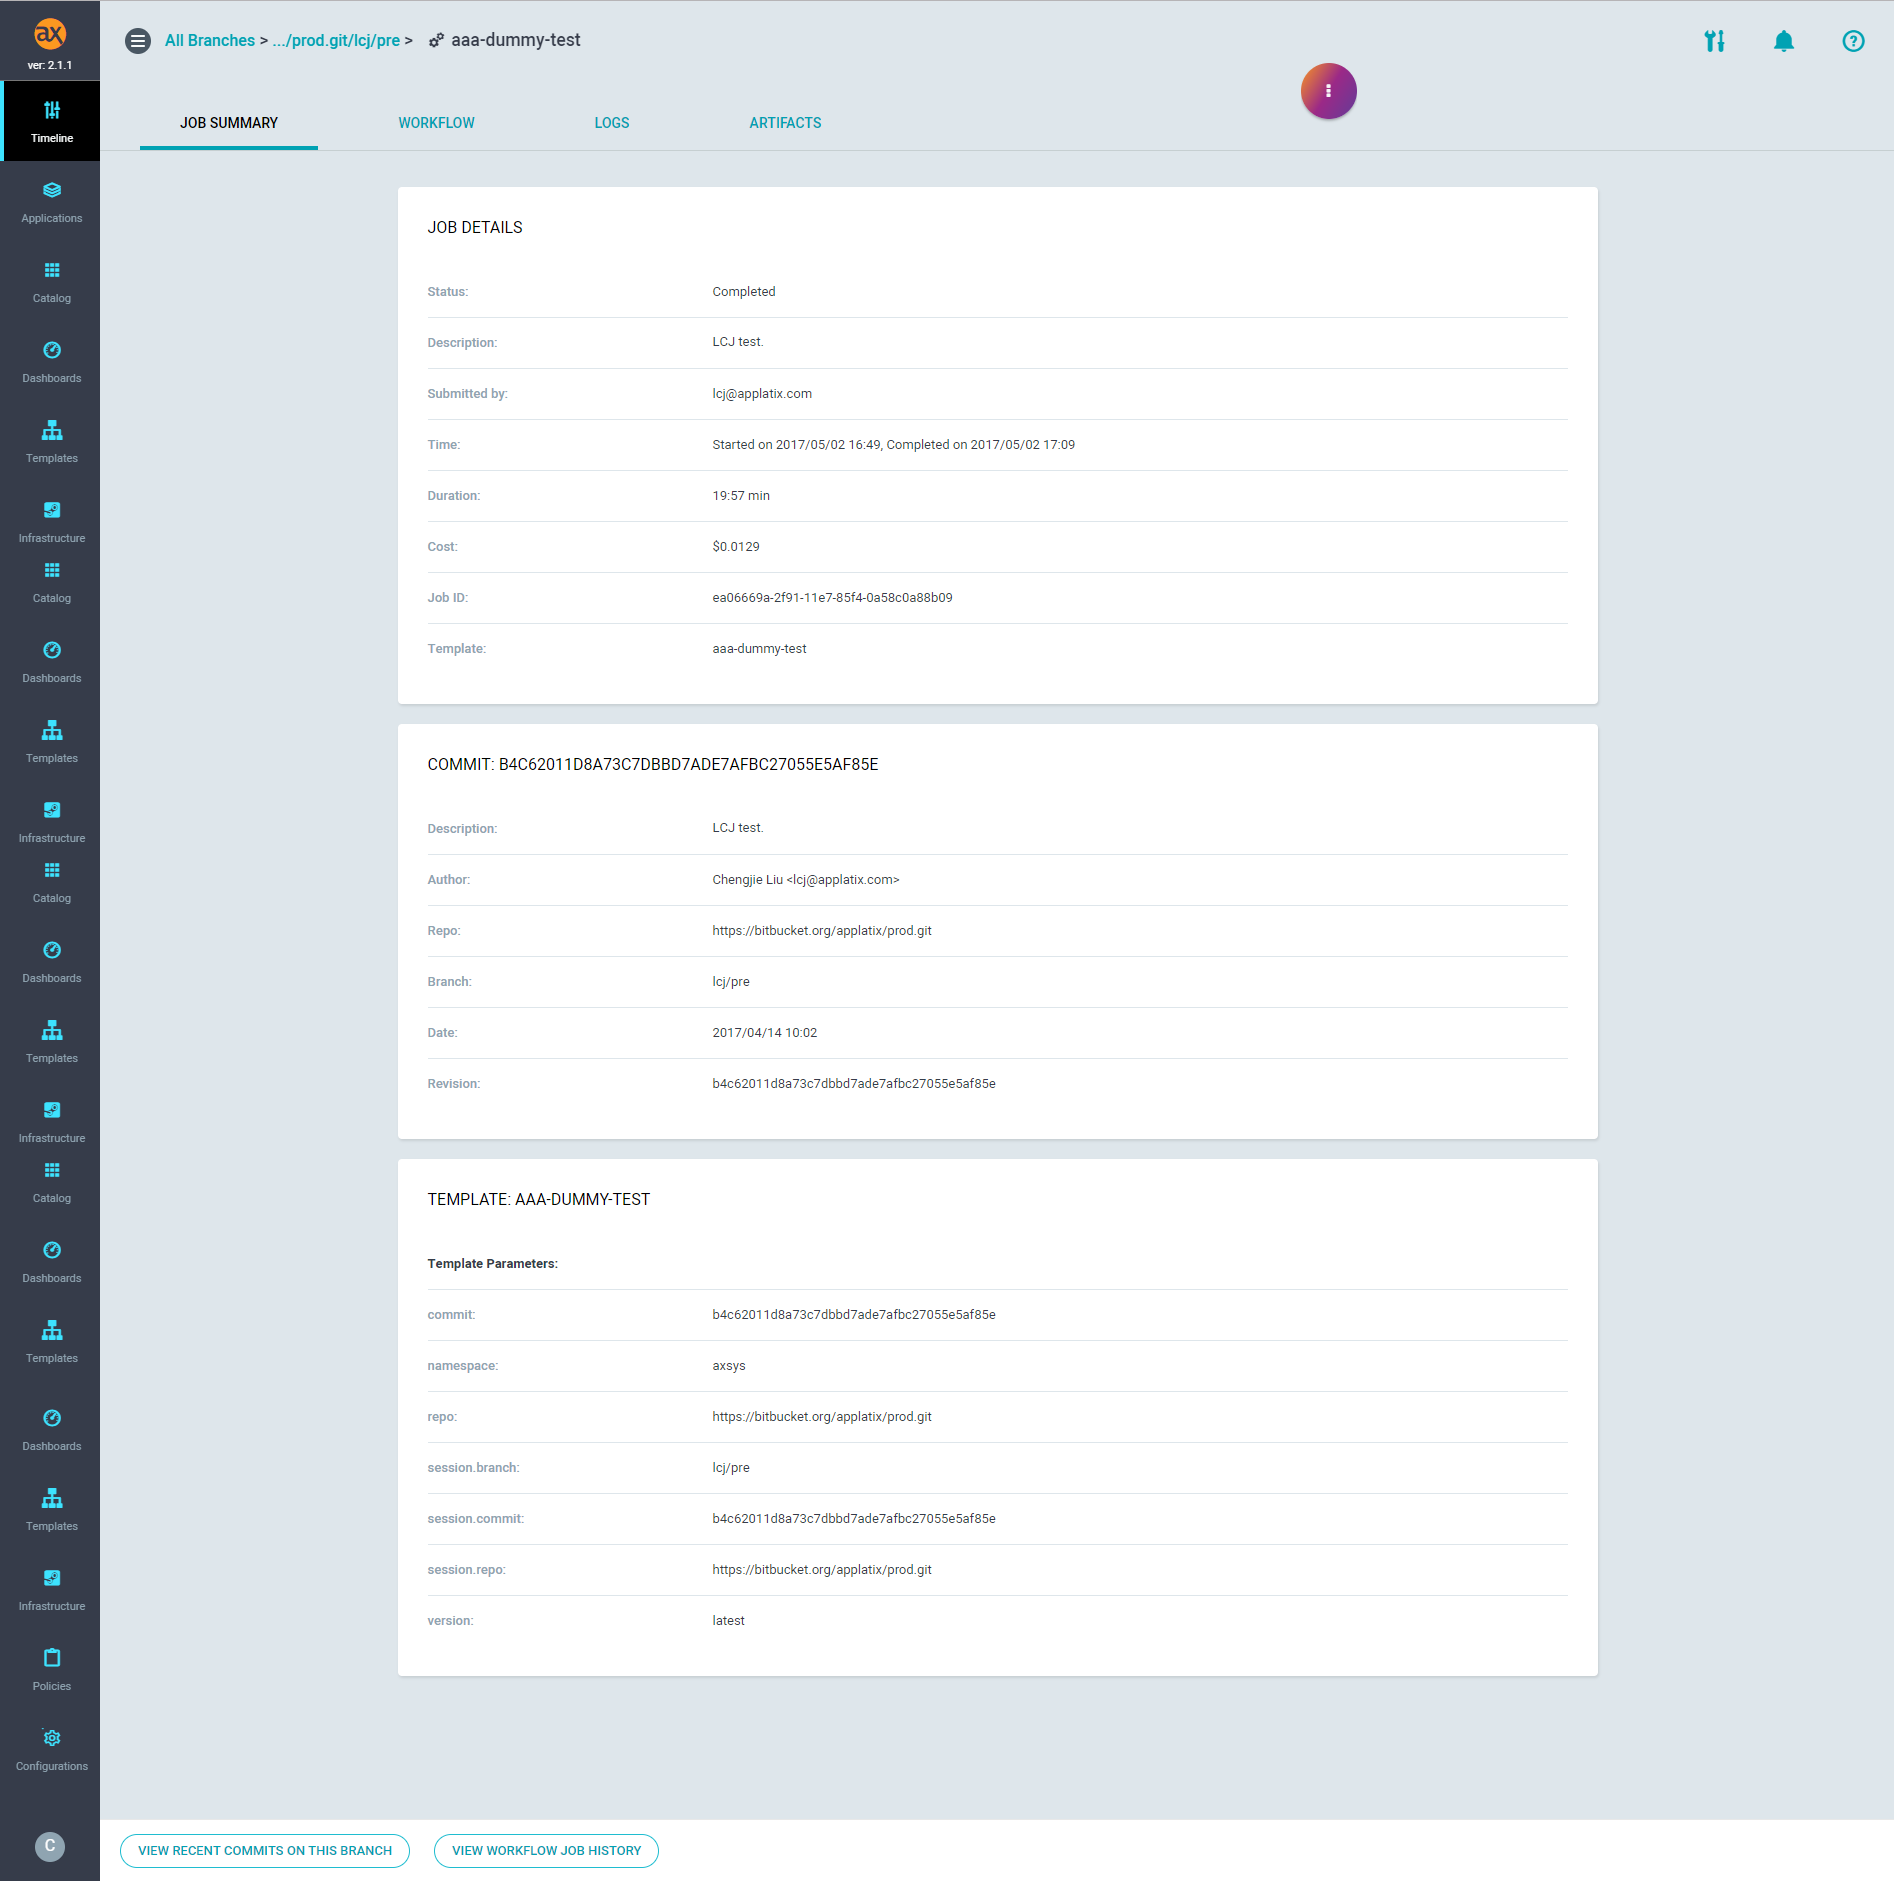 ax
ver: 2.1.1
Timeline
Applications
Catalog
Dashboards
Templates
Infrastructure
Catalog
Dashboards
Templates
Infrastructure
Catalog
Dashboards
Templates
Infrastructure
Catalog
Dashboards
Templates
Dashboards
Templates
Infrastructure
Policies
Configurations
C
All Branches > .../prod.git/lcj/pre > aaa-dummy-test
JOB SUMMARY WORKFLOW LOGS ARTIFACTS
JOB DETAILS
Status: Completed
Description: LCJ test.
Submitted by: lcj@applatix.com
Time: Started on 2017/05/02 16:49, Completed on 2017/05/02 17:09
Duration: 19:57 min
Cost: $0.0129
Job ID: ea06669a-2f91-11e7-85f4-0a58c0a88b09
Template: aaa-dummy-test
COMMIT: B4C62011D8A73C7DBBD7ADE7AFBC27055E5AF85E
Description: LCJ test.
Author: Chengjie Liu <lcj@applatix.com>
Repo: https://bitbucket.org/applatix/prod.git
Branch: lcj/pre
Date: 2017/04/14 10:02
Revision: b4c62011d8a73c7dbbd7ade7afbc27055e5af85e
TEMPLATE: AAA-DUMMY-TEST
Template Parameters:
commit: b4c62011d8a73c7dbbd7ade7afbc27055e5af85e
namespace: axsys
repo: https://bitbucket.org/applatix/prod.git
session.branch: lcj/pre
session.commit: b4c62011d8a73c7dbbd7ade7afbc27055e5af85e
session.repo: https://bitbucket.org/applatix/prod.git
version: latest
VIEW RECENT COMMITS ON THIS BRANCH VIEW WORKFLOW JOB HISTORY